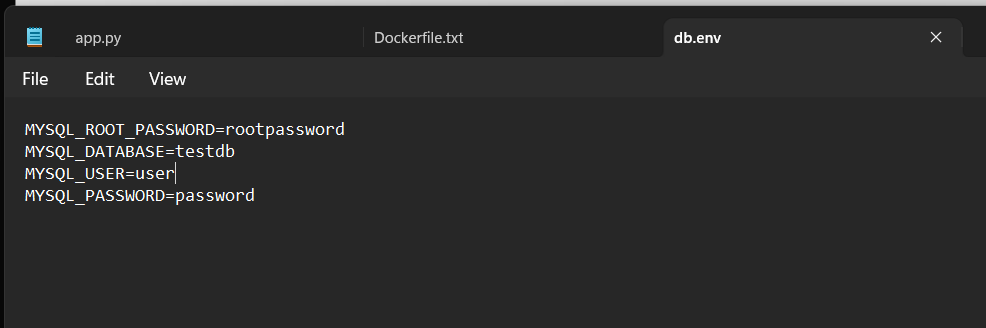 app.py Dockerfile.txt db.env
File Edit View
MYSQL_ROOT_PASSWORD=rootpassword
MYSQL_DATABASE=testdb
MYSQL_USER=user
MYSQL_PASSWORD=password